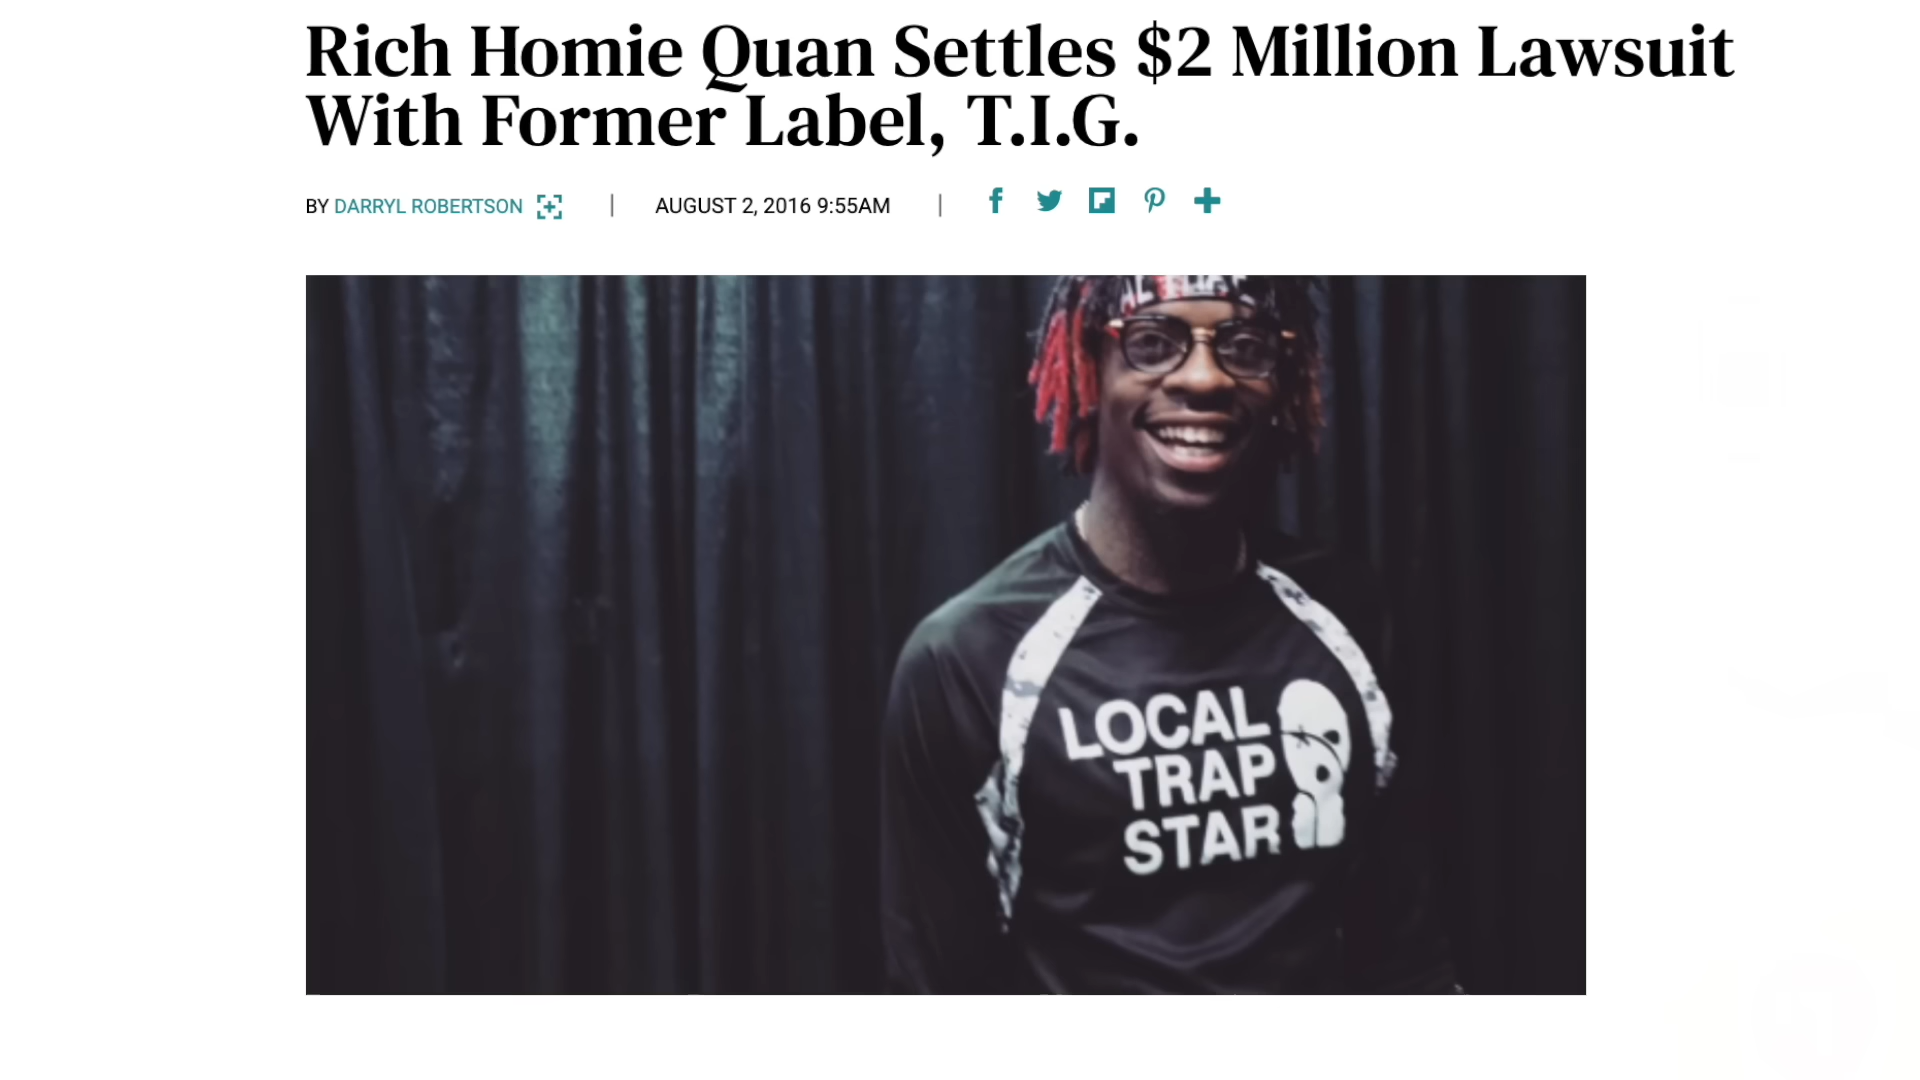 Rich Homie Quan Settles $2 Million Lawsuit
With Former Label, T.I.G.
BY DARRYL ROBERTSON | AUGUST 2, 2016 9:55AM |
LOCAL
TRAP
STAR